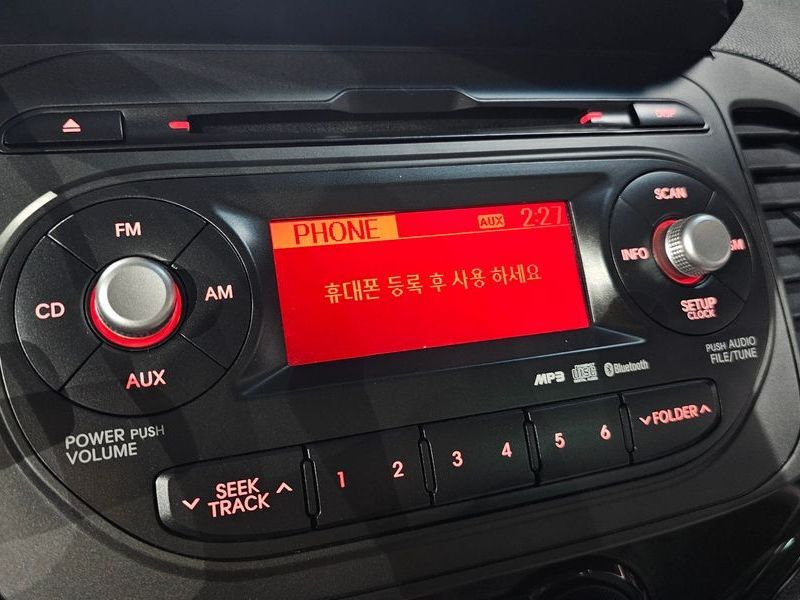 DISP
FM
SCAN
PHONE AUX 2:27
CD
AM
INFO
휴대폰 등록 후 사용 하세요
AUX
SETUP
CLOCK
PUSH AUDIO
FILE/TUNE
MP3 Bluetooth
POWER PUSH
VOLUME
SEEK
TRACK
1 2 3 4 5 6
FOLDER